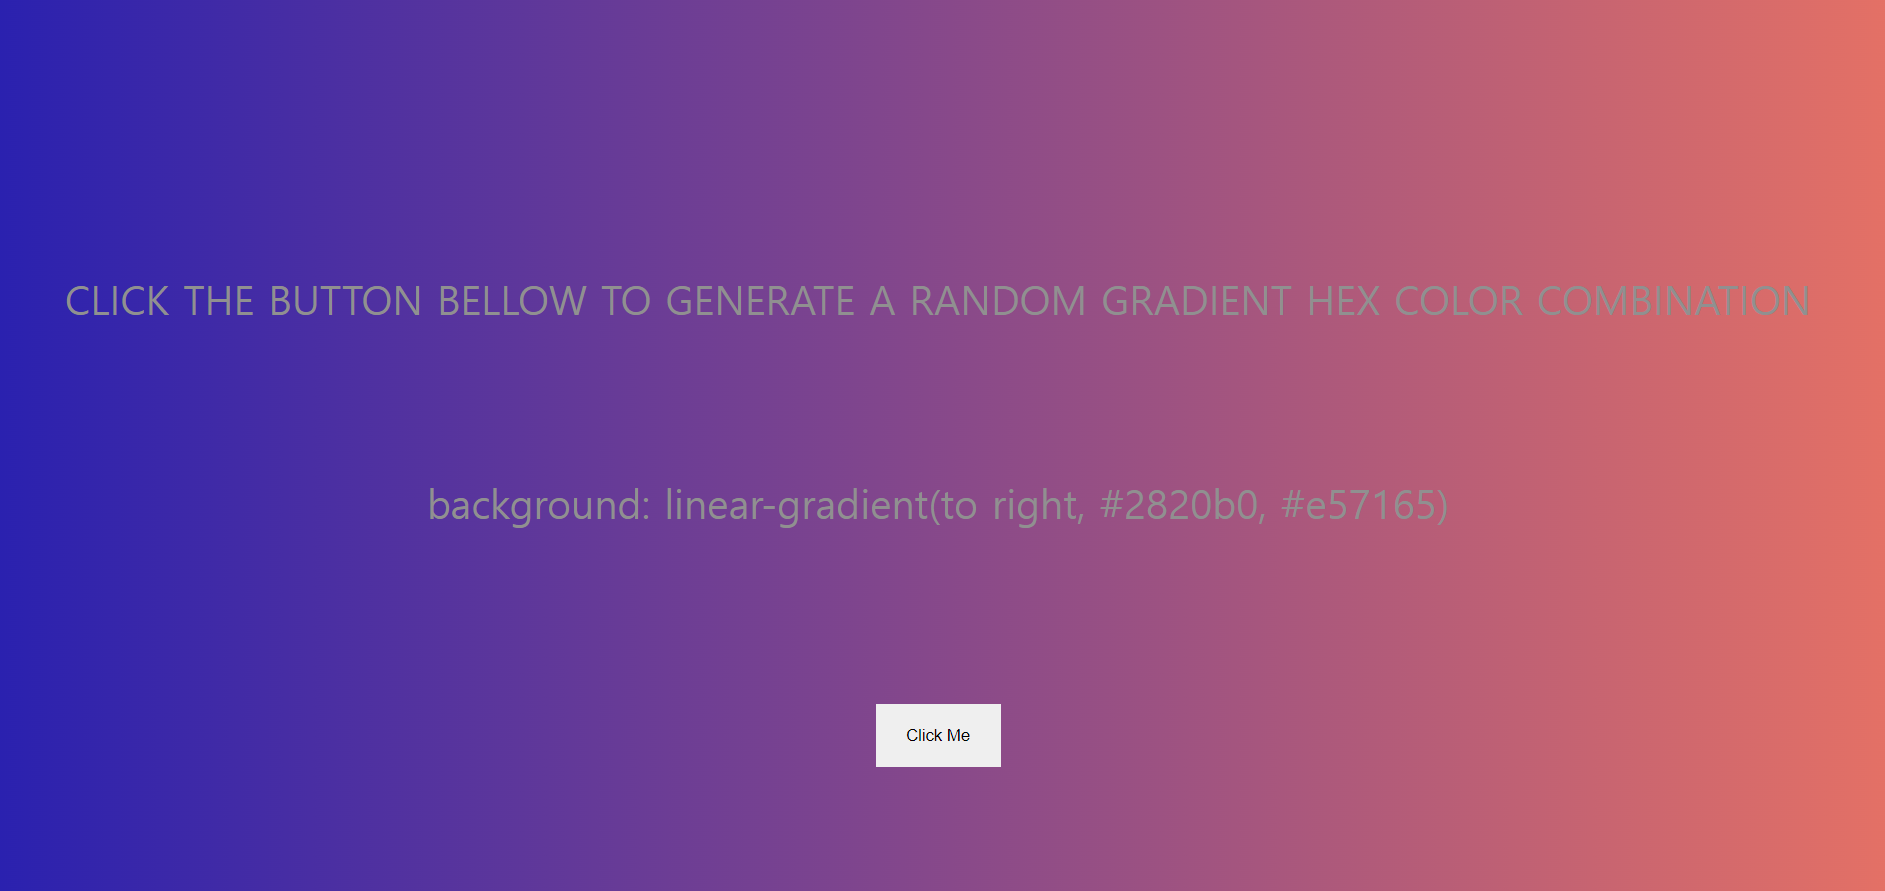 CLICK THE BUTTON BELLOW TO GENERATE A RANDOM GRADIENT HEX COLOR COMBINATION
background: linear-gradient(to right, #2820b0, #e57165)
Click Me